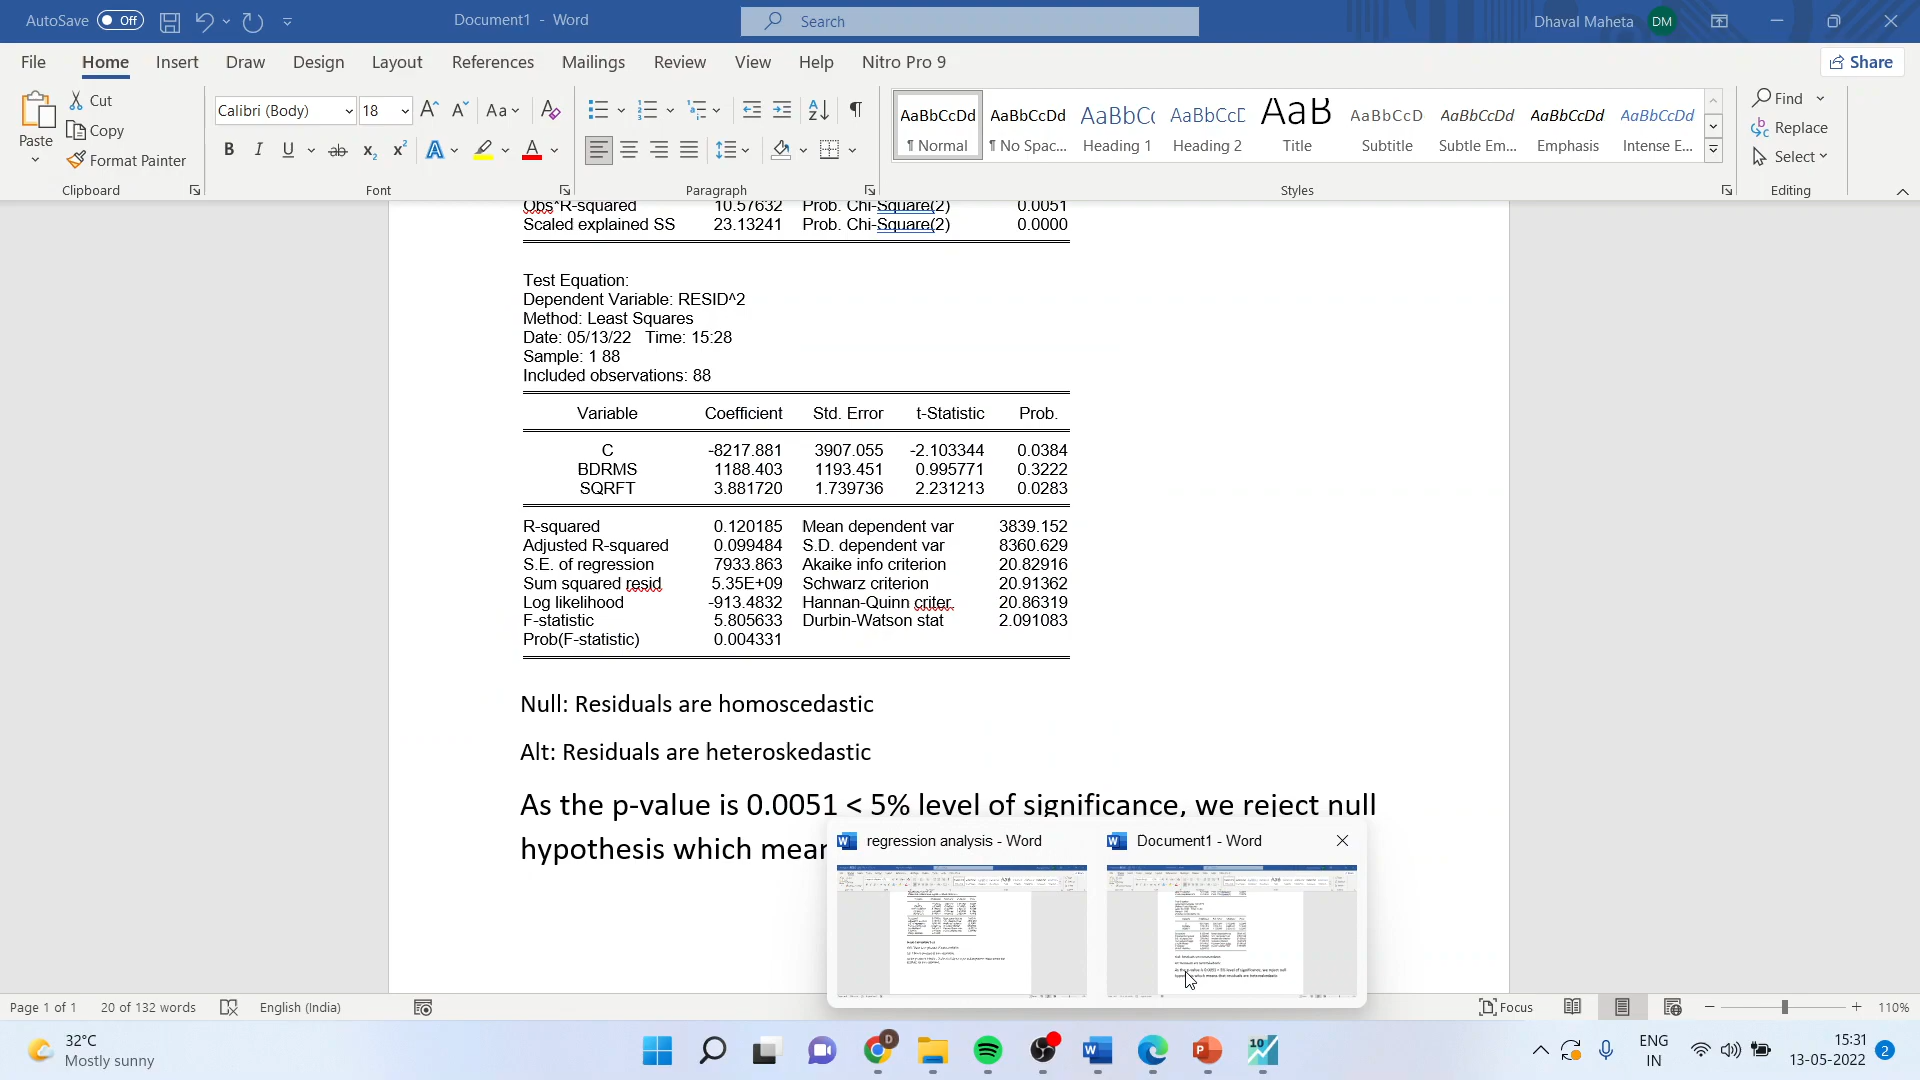 AutoSave Off
Document1 - Word
Search
Dhaval Maheta DM
File Home Insert Draw Design Layout References Mailings Review View Help Nitro Pro 9
Share
Paste
Cut
Copy
Format Painter
Clipboard
Calibri (Body) 18
Font
Paragraph
AaBbCcDd AaBbCcDd AaBbC AaBbCcD AaB AaBbCcD AaBbCcDd AaBbCcDd AaBbCcDd
¶ Normal ¶ No Spac... Heading 1 Heading 2 Title Subtitle Subtle Em... Emphasis Intense E...
Styles
Find
Replace
Select
Editing
Obs*R-squared 10.57632 Prob. Chi-Square(2) 0.0051
Scaled explained SS 23.13241 Prob. Chi-Square(2) 0.0000
Test Equation:
Dependent Variable: RESID^2
Method: Least Squares
Date: 05/13/22 Time: 15:28
Sample: 1 88
Included observations: 88
Variable Coefficient Std. Error t-Statistic Prob.
C -8217.881 3907.055 -2.103344 0.0384
BDRMS 1188.403 1193.451 0.995771 0.3222
SQRFT 3.881720 1.739736 2.231213 0.0283
R-squared 0.120185 Mean dependent var 3839.152
Adjusted R-squared 0.099484 S.D. dependent var 8360.629
S.E. of regression 7933.863 Akaike info criterion 20.82916
Sum squared resid 5.35E+09 Schwarz criterion 20.91362
Log likelihood -913.4832 Hannan-Quinn criter. 20.86319
F-statistic 5.805633 Durbin-Watson stat 2.091083
Prob(F-statistic) 0.004331
Null: Residuals are homoscedastic
Alt: Residuals are heteroskedastic
As the p-value is 0.0051 < 5% level of significance, we reject null
hypothesis which mean
regression analysis - Word
Document1 - Word
Page 1 of 1 20 of 132 words English (India)
Focus
110%
32°C
Mostly sunny
ENG
IN
15:31
13-05-2022
2